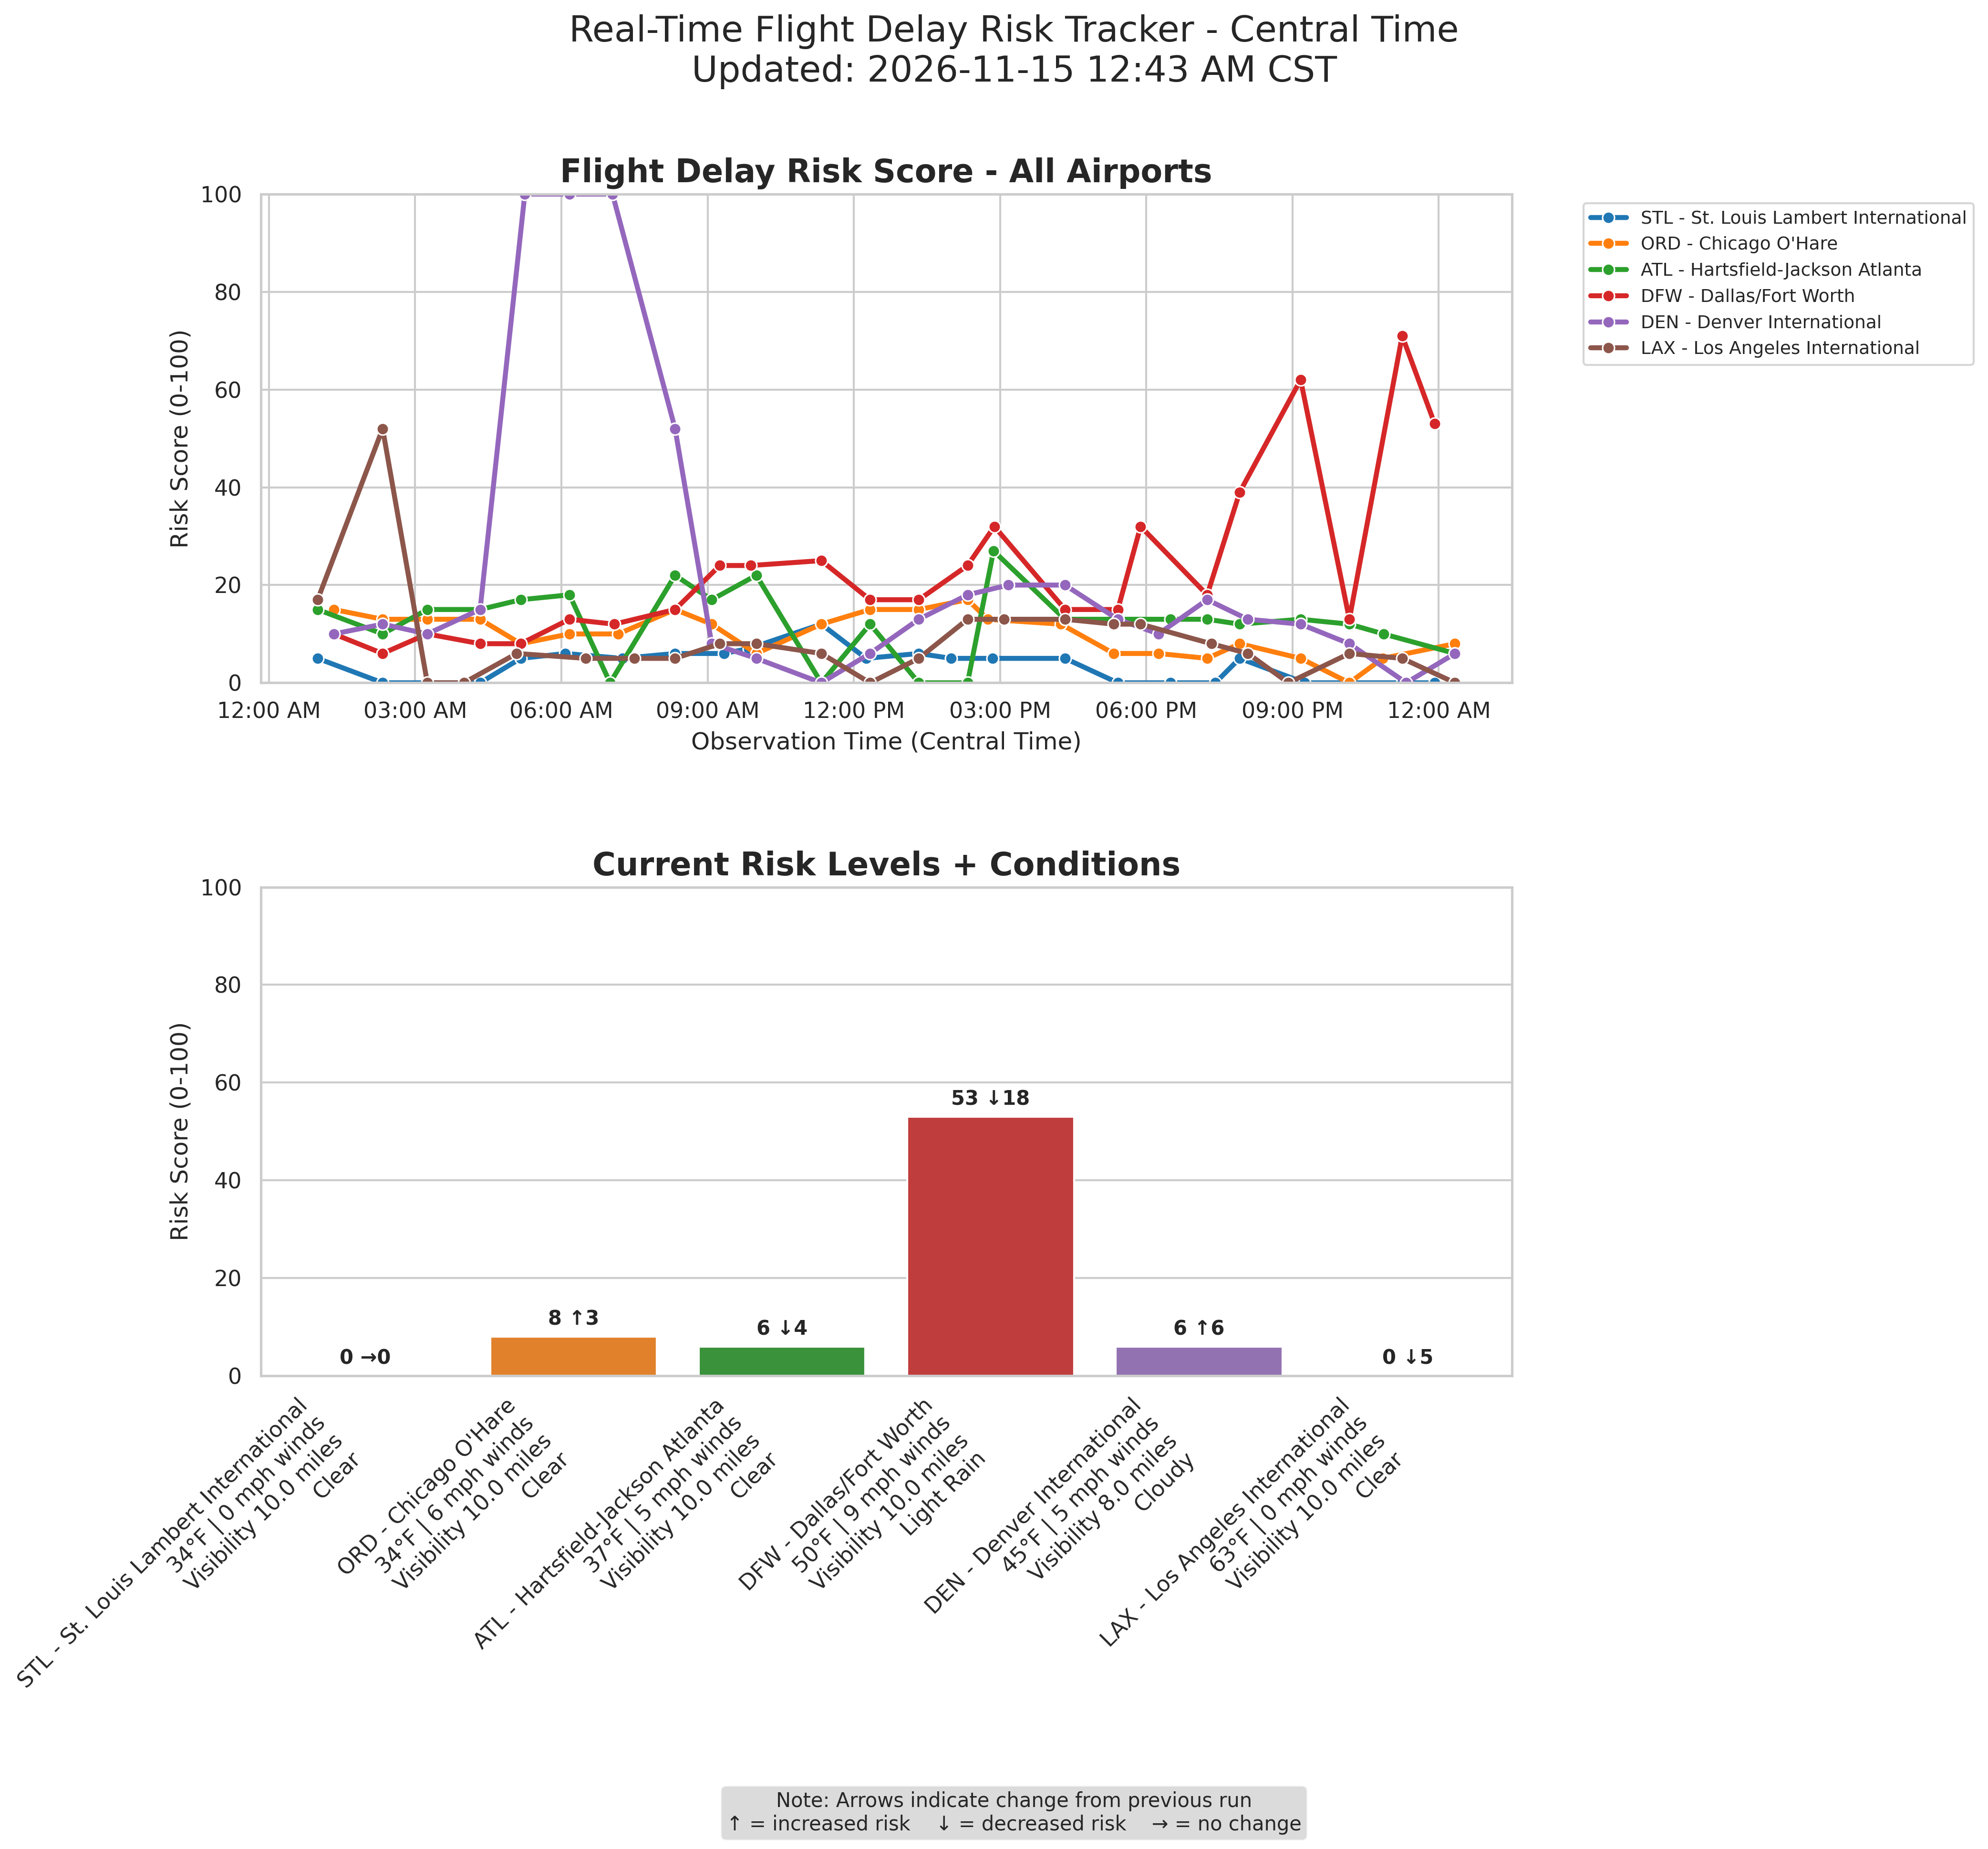 Real-Time Flight Delay Risk Tracker - Central Time
Updated: 2026-11-15 12:43 AM CST
Flight Delay Risk Score - All Airports
Risk Score (0-100)
100
80
60
40
20
0
12:00 AM
03:00 AM
06:00 AM
09:00 AM
12:00 PM
03:00 PM
06:00 PM
09:00 PM
12:00 AM
Observation Time (Central Time)
STL - St. Louis Lambert International
ORD - Chicago O'Hare
ATL - Hartsfield-Jackson Atlanta
DFW - Dallas/Fort Worth
DEN - Denver International
LAX - Los Angeles International
Current Risk Levels + Conditions
Risk Score (0-100)
100
80
60
40
20
0
0 →0
8 ↑3
6 ↓4
53 ↓18
6 ↑6
0 ↓5
STL - St. Louis Lambert International
34°F | 0 mph winds
Visibility 10.0 miles
Clear
ORD - Chicago O'Hare
34°F | 6 mph winds
Visibility 10.0 miles
Clear
ATL - Hartsfield-Jackson Atlanta
37°F | 5 mph winds
Visibility 10.0 miles
Clear
DFW - Dallas/Fort Worth
50°F | 9 mph winds
Visibility 10.0 miles
Light Rain
DEN - Denver International
45°F | 5 mph winds
Visibility 8.0 miles
Cloudy
LAX - Los Angeles International
63°F | 0 mph winds
Visibility 10.0 miles
Clear
Note: Arrows indicate change from previous run
↑ = increased risk    ↓ = decreased risk    → = no change